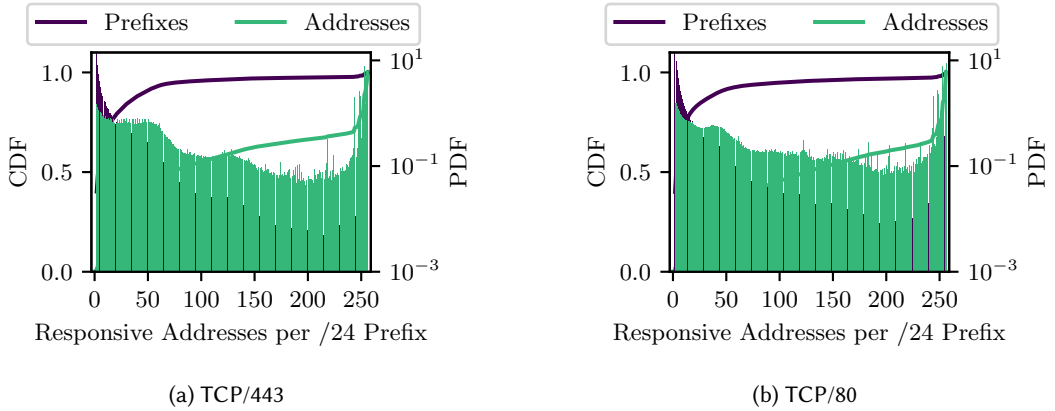 Prefixes Addresses
CDF
1.0
0.5
0.0
10^1
10^−1
10^−3
PDF
0 50 100 150 200 250
Responsive Addresses per /24 Prefix
(a) TCP/443
Prefixes Addresses
CDF
1.0
0.5
0.0
10^1
10^−1
10^−3
PDF
0 50 100 150 200 250
Responsive Addresses per /24 Prefix
(b) TCP/80